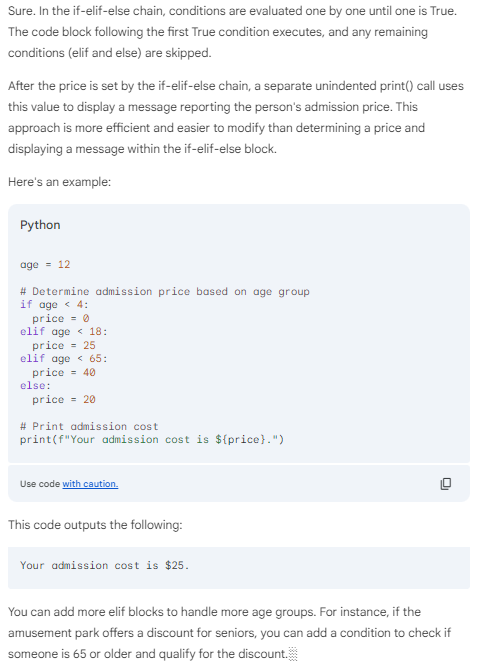 Sure. In the if-elif-else chain, conditions are evaluated one by one until one is True.
The code block following the first True condition executes, and any remaining
conditions (elif and else) are skipped.
After the price is set by the if-elif-else chain, a separate unindented print() call uses
this value to display a message reporting the person's admission price. This
approach is more efficient and easier to modify than determining a price and
displaying a message within the if-elif-else block.
Here's an example:
Python
age = 12
# Determine admission price based on age group
if age < 4:
  price = 0
elif age < 18:
  price = 25
elif age < 65:
  price = 40
else:
  price = 20
# Print admission cost
print(f"Your admission cost is ${price}.")
Use code with caution.
This code outputs the following:
Your admission cost is $25.
You can add more elif blocks to handle more age groups. For instance, if the
amusement park offers a discount for seniors, you can add a condition to check if
someone is 65 or older and qualify for the discount.░